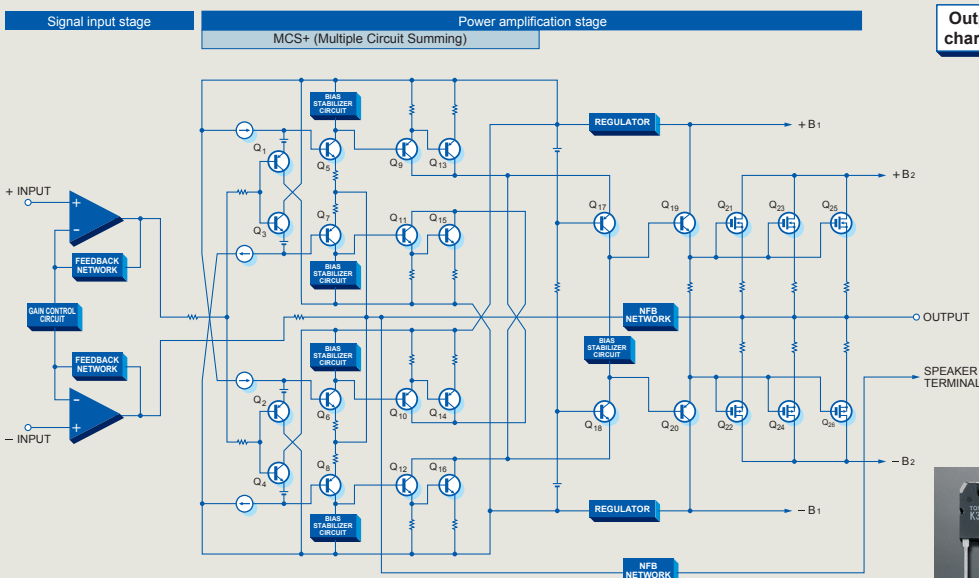 Signal input stage
Power amplification stage
MCS+ (Multiple Circuit Summing)
Out
char
BIAS
STABILIZER
CIRCUIT
REGULATOR
+ B1
Q1
Q5
Q9
Q13
+ B2
+ INPUT
Q17
Q19
Q21
Q23
Q25
+
−
Q3
Q7
Q11
Q15
FEEDBACK
NETWORK
BIAS
STABILIZER
CIRCUIT
GAIN CONTROL
CIRCUIT
NFB
NETWORK
OUTPUT
BIAS
STABILIZER
CIRCUIT
BIAS
STABILIZER
CIRCUIT
FEEDBACK
NETWORK
SPEAKER
TERMINAL
−
+
Q2
Q6
Q10
Q14
Q18
Q20
Q22
Q24
Q26
− INPUT
Q4
Q8
Q12
Q16
− B2
BIAS
STABILIZER
CIRCUIT
REGULATOR
− B1
NFB
NETWORK